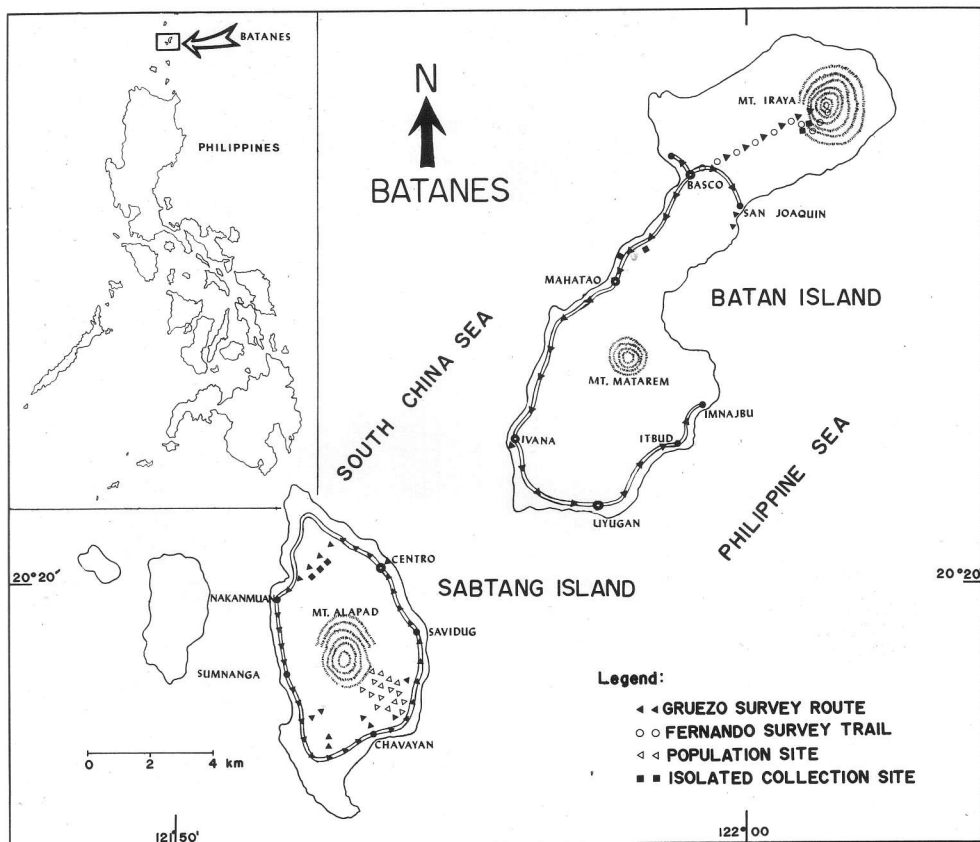 BATANES
PHILIPPINES
N
BATANES
MT. IRAYA
BASCO
SAN JOAQUIN
MAHATAO
BATAN ISLAND
SOUTH CHINA SEA
MT. MATAREM
IMNAJBU
ITBUD
IVANA
UYUGAN
PHILIPPINE SEA
20°20'
20°20'
CENTRO
SABTANG ISLAND
NAKANMUAN
MT. ALAPAD
SAVIDUG
SUMNANGA
CHAVAYAN
0 2 4 km
Legend:
GRUEZO SURVEY ROUTE
FERNANDO SURVEY TRAIL
POPULATION SITE
ISOLATED COLLECTION SITE
121°50'
122°00